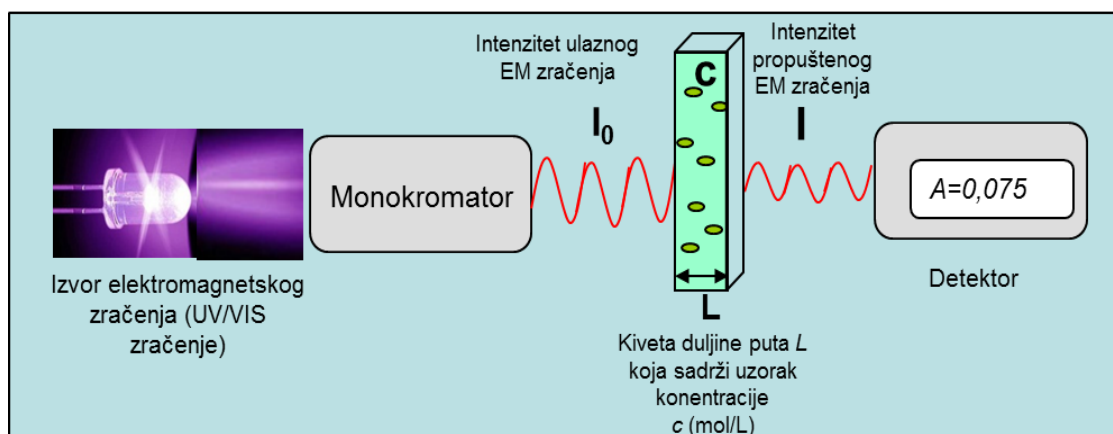 Intenzitet ulaznog
EM zračenja
I0
C
Intenzitet
propuštenog
EM zračenja
I
Monokromator
A=0,075
Detektor
Izvor elektromagnetskog
zračenja (UV/VIS
zračenje)
L
Kiveta duljine puta L
koja sadrži uzorak
konentracije
c (mol/L)